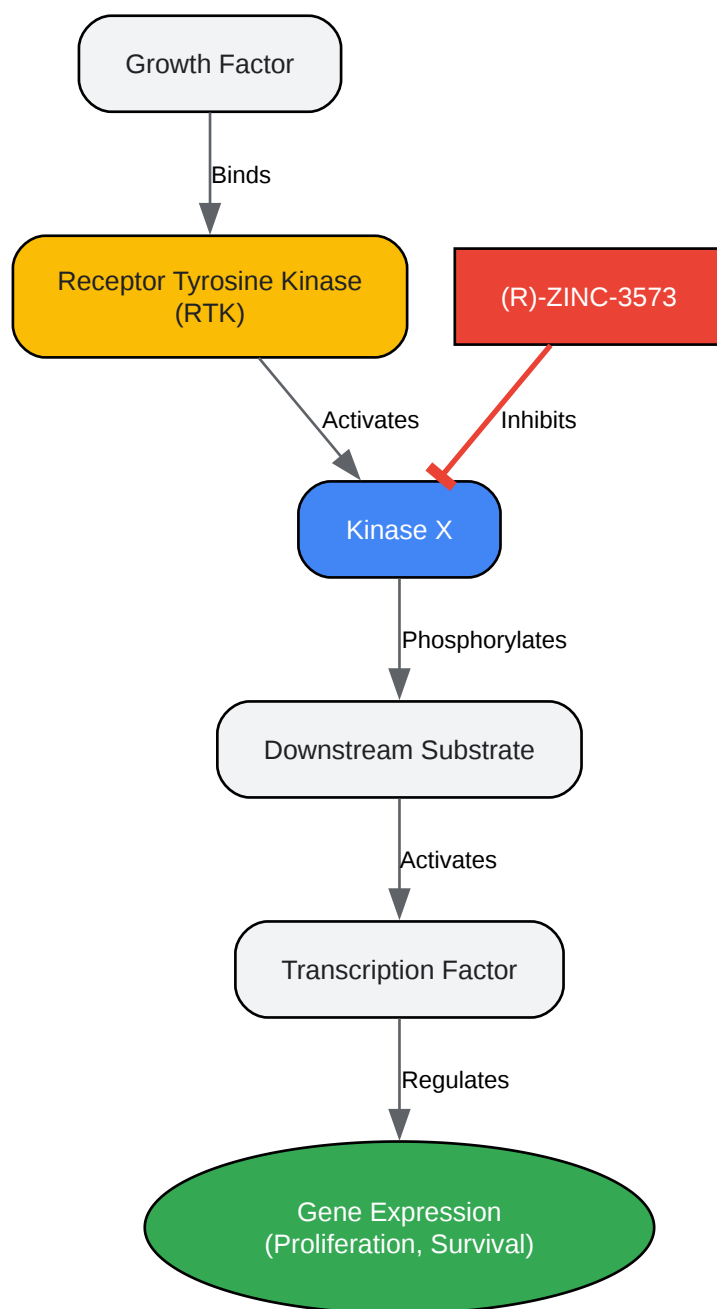 Growth Factor
Binds
Receptor Tyrosine Kinase
(RTK)
(R)-ZINC-3573
Activates
Inhibits
Kinase X
Phosphorylates
Downstream Substrate
Activates
Transcription Factor
Regulates
Gene Expression
(Proliferation, Survival)